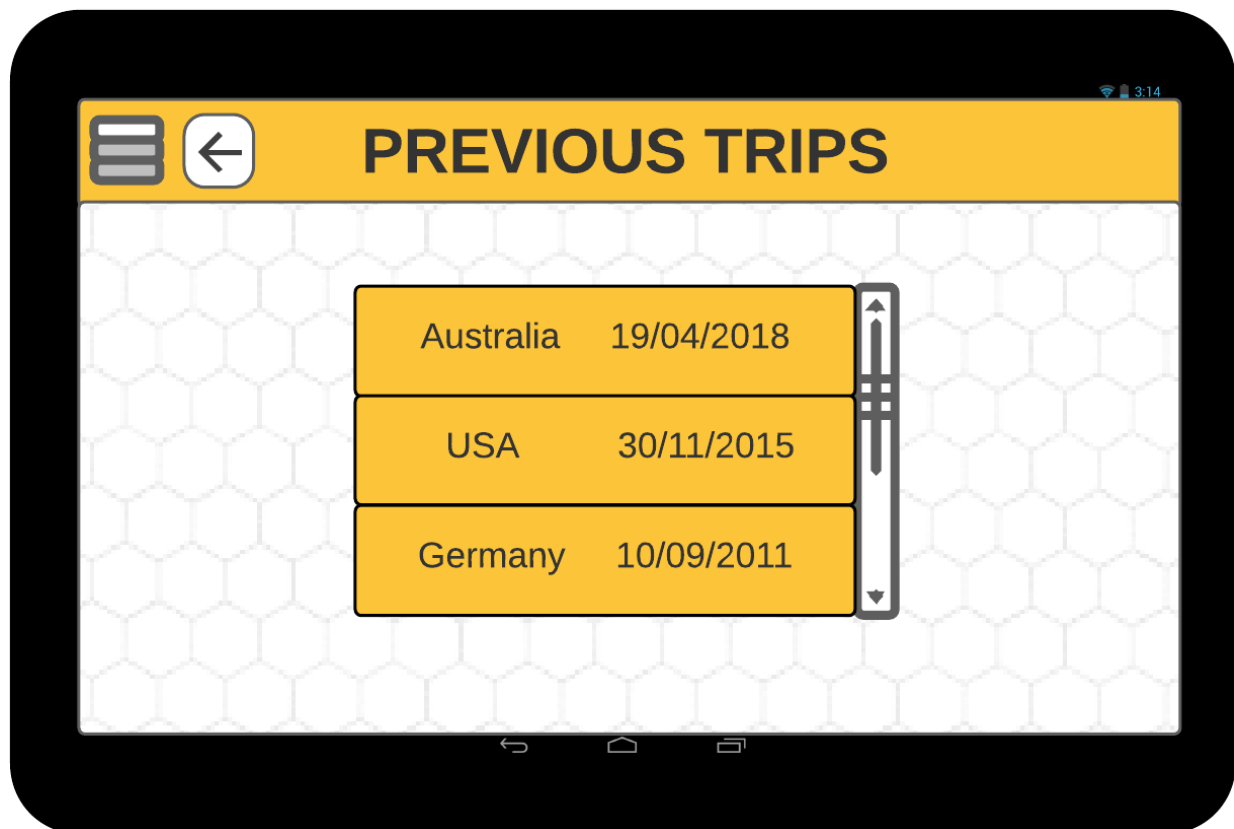 3:14
PREVIOUS TRIPS
Australia 19/04/2018
USA 30/11/2015
Germany 10/09/2011